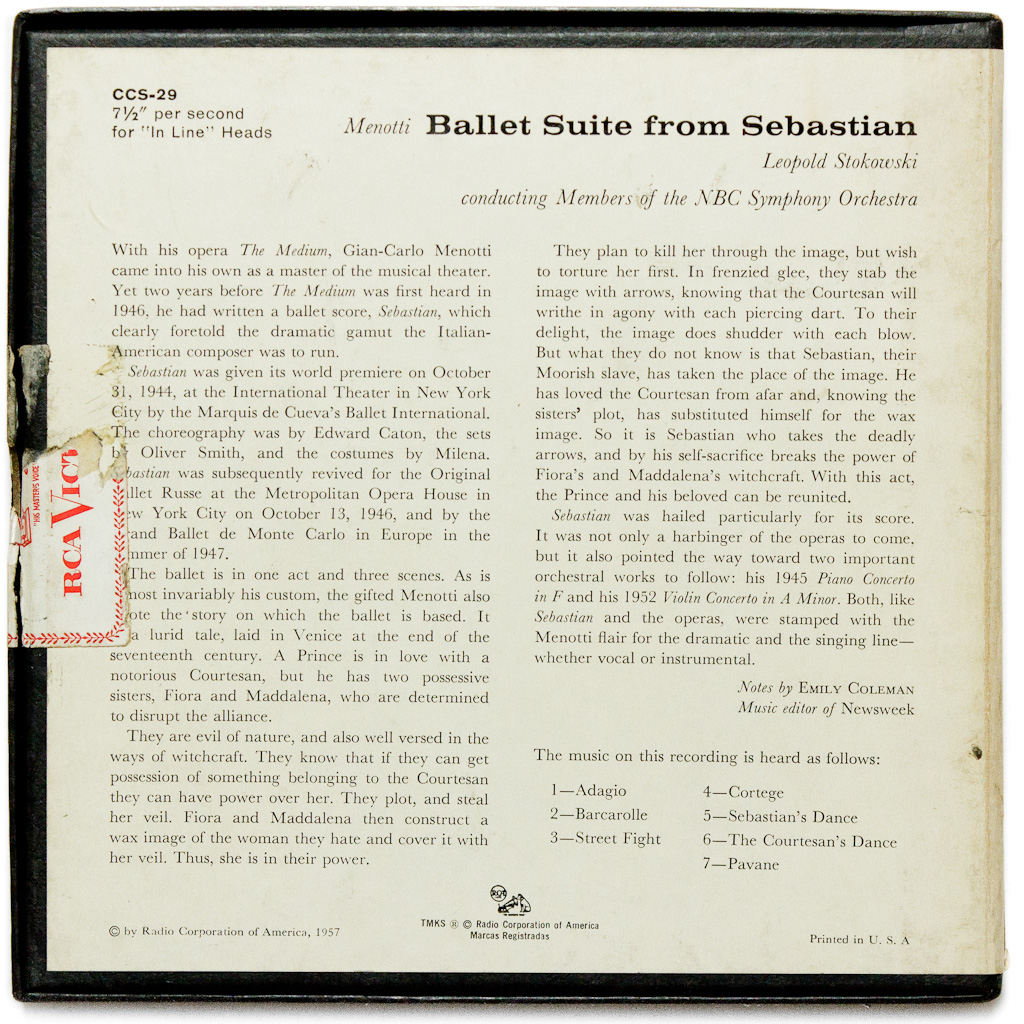 CCS-29
7½" per second
for "In Line" Heads
Menotti Ballet Suite from Sebastian
Leopold Stokowski
conducting Members of the NBC Symphony Orchestra
With his opera The Medium, Gian-Carlo Menotti
came into his own as a master of the musical theater.
Yet two years before The Medium was first heard in
1946, he had written a ballet score, Sebastian, which
clearly foretold the dramatic gamut the Italian-
American composer was to run.
Sebastian was given its world premiere on October
31, 1944, at the International Theater in New York
City by the Marquis de Cueva's Ballet International.
The choreography was by Edward Caton, the sets
by Oliver Smith, and the costumes by Milena.
bastian was subsequently revived for the Original
llet Russe at the Metropolitan Opera House in
ew York City on October 13, 1946, and by the
rand Ballet de Monte Carlo in Europe in the
mmer of 1947.
The ballet is in one act and three scenes. As is
most invariably his custom, the gifted Menotti also
ote the story on which the ballet is based. It
a lurid tale, laid in Venice at the end of the
seventeenth century. A Prince is in love with a
notorious Courtesan, but he has two possessive
sisters, Fiora and Maddalena, who are determined
to disrupt the alliance.
They are evil of nature, and also well versed in the
ways of witchcraft. They know that if they can get
possession of something belonging to the Courtesan
they can have power over her. They plot, and steal
her veil. Fiora and Maddalena then construct a
wax image of the woman they hate and cover it with
her veil. Thus, she is in their power.
They plan to kill her through the image, but wish
to torture her first. In frenzied glee, they stab the
image with arrows, knowing that the Courtesan will
writhe in agony with each piercing dart. To their
delight, the image does shudder with each blow.
But what they do not know is that Sebastian, their
Moorish slave, has taken the place of the image. He
has loved the Courtesan from afar and, knowing the
sisters' plot, has substituted himself for the wax
image. So it is Sebastian who takes the deadly
arrows, and by his self-sacrifice breaks the power of
Fiora's and Maddalena's witchcraft. With this act,
the Prince and his beloved can be reunited.
Sebastian was hailed particularly for its score.
It was not only a harbinger of the operas to come,
but it also pointed the way toward two important
orchestral works to follow: his 1945 Piano Concerto
in F and his 1952 Violin Concerto in A Minor. Both, like
Sebastian and the operas, were stamped with the
Menotti flair for the dramatic and the singing line—
whether vocal or instrumental.
Notes by EMILY COLEMAN
Music editor of Newsweek
The music on this recording is heard as follows:
1—Adagio
2—Barcarolle
3—Street Fight
4—Cortege
5—Sebastian's Dance
6—The Courtesan's Dance
7—Pavane
"HIS MASTER'S VOICE"
RCA VICT
RCA
TMKS ® © Radio Corporation of America
Marcas Registradas
© by Radio Corporation of America, 1957
Printed in U. S. A